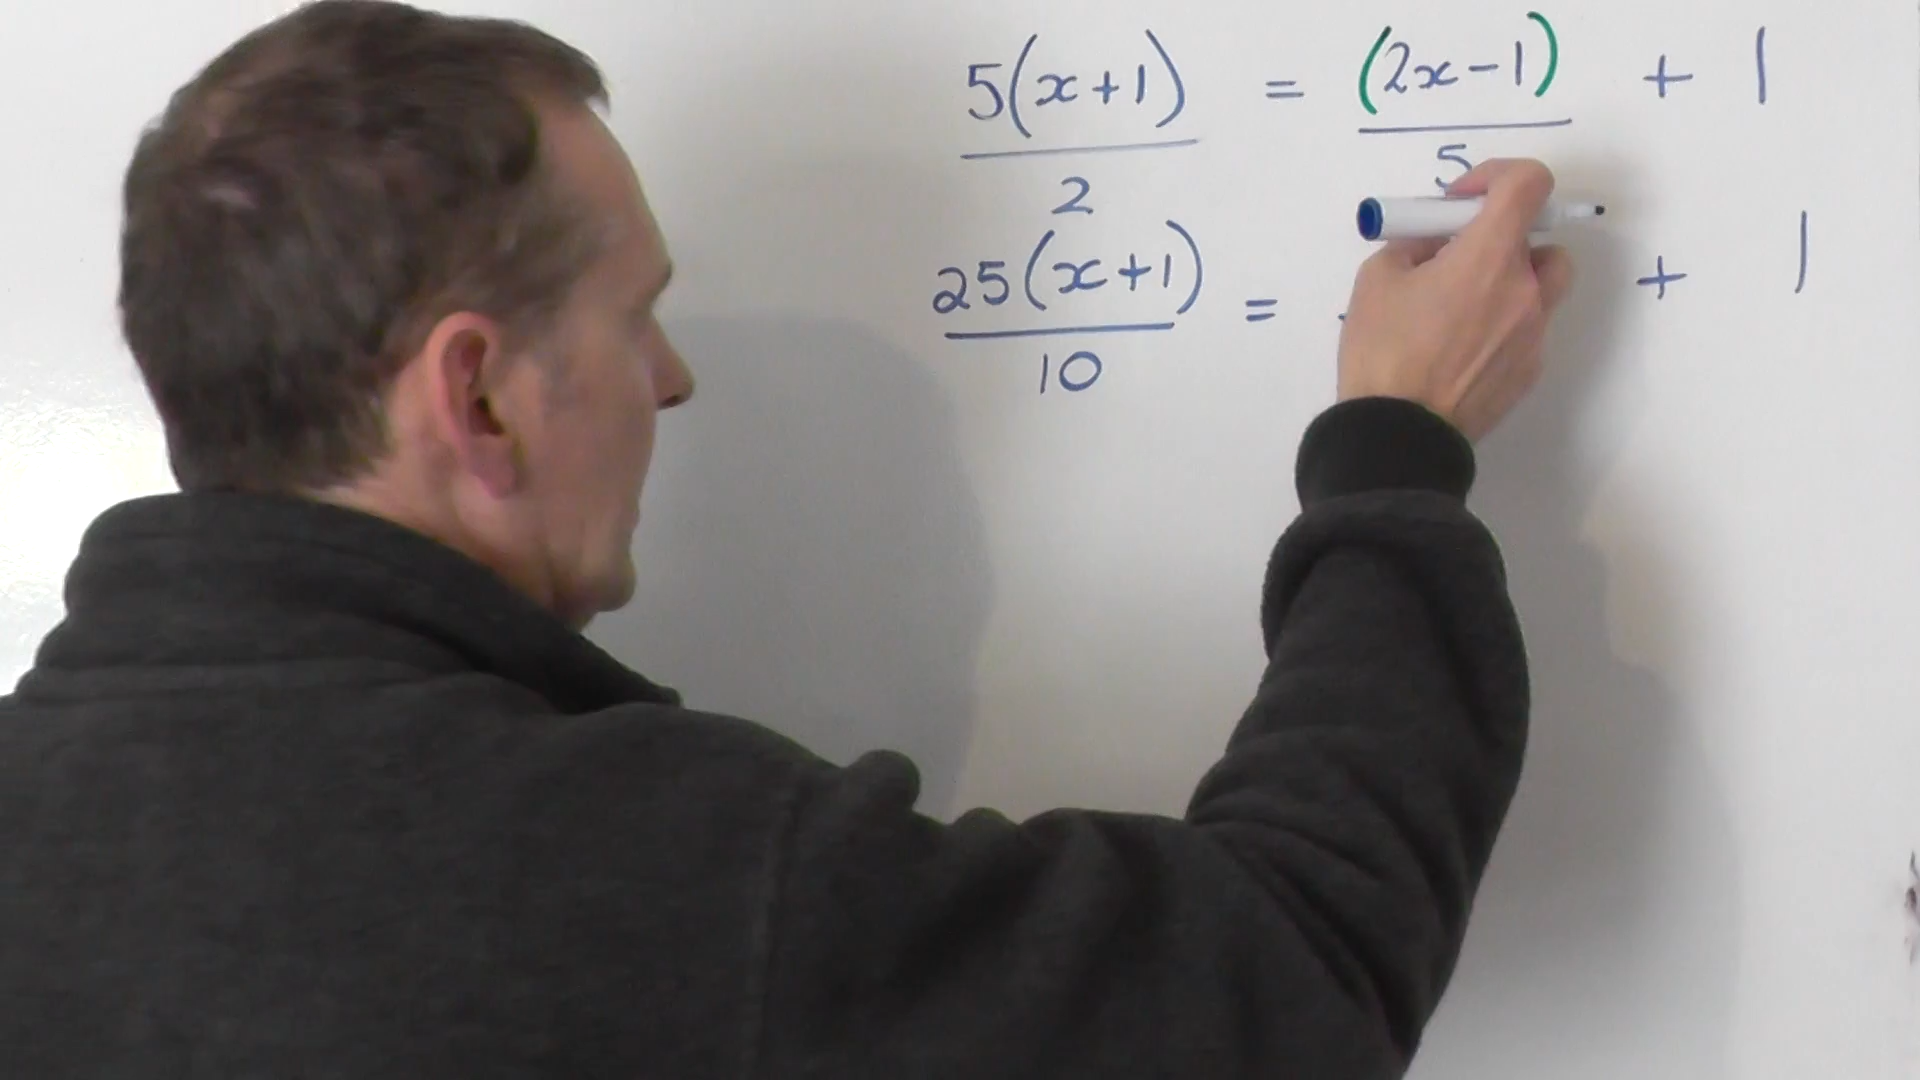 5(x+1) = (2x-1) + 1
2 5
25(x+1) = + 1
10